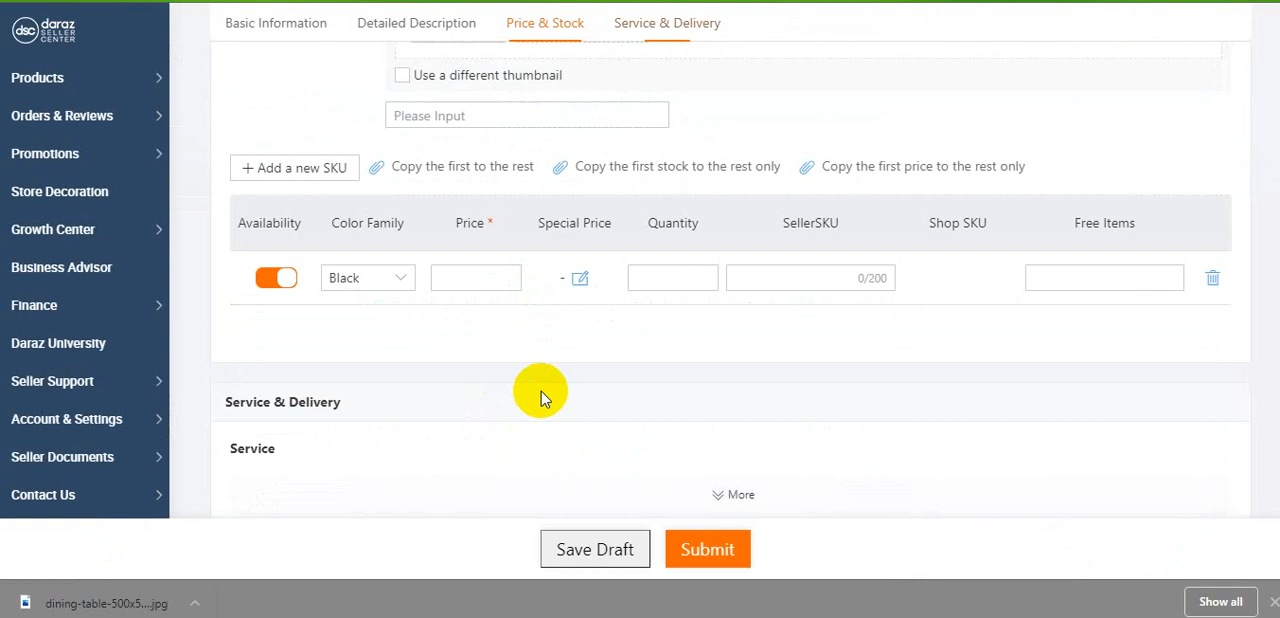 dsc daraz SELLER CENTER
Basic Information Detailed Description Price & Stock Service & Delivery
Products
Orders & Reviews
Promotions
Store Decoration
Growth Center
Business Advisor
Finance
Daraz University
Seller Support
Account & Settings
Seller Documents
Contact Us
Use a different thumbnail
Please Input
+ Add a new SKU Copy the first to the rest Copy the first stock to the rest only Copy the first price to the rest only
Availability Color Family Price * Special Price Quantity SellerSKU Shop SKU Free Items
Black - 0/200
Service & Delivery
Service
More
Save Draft Submit
dining-table-500x5....jpg Show all